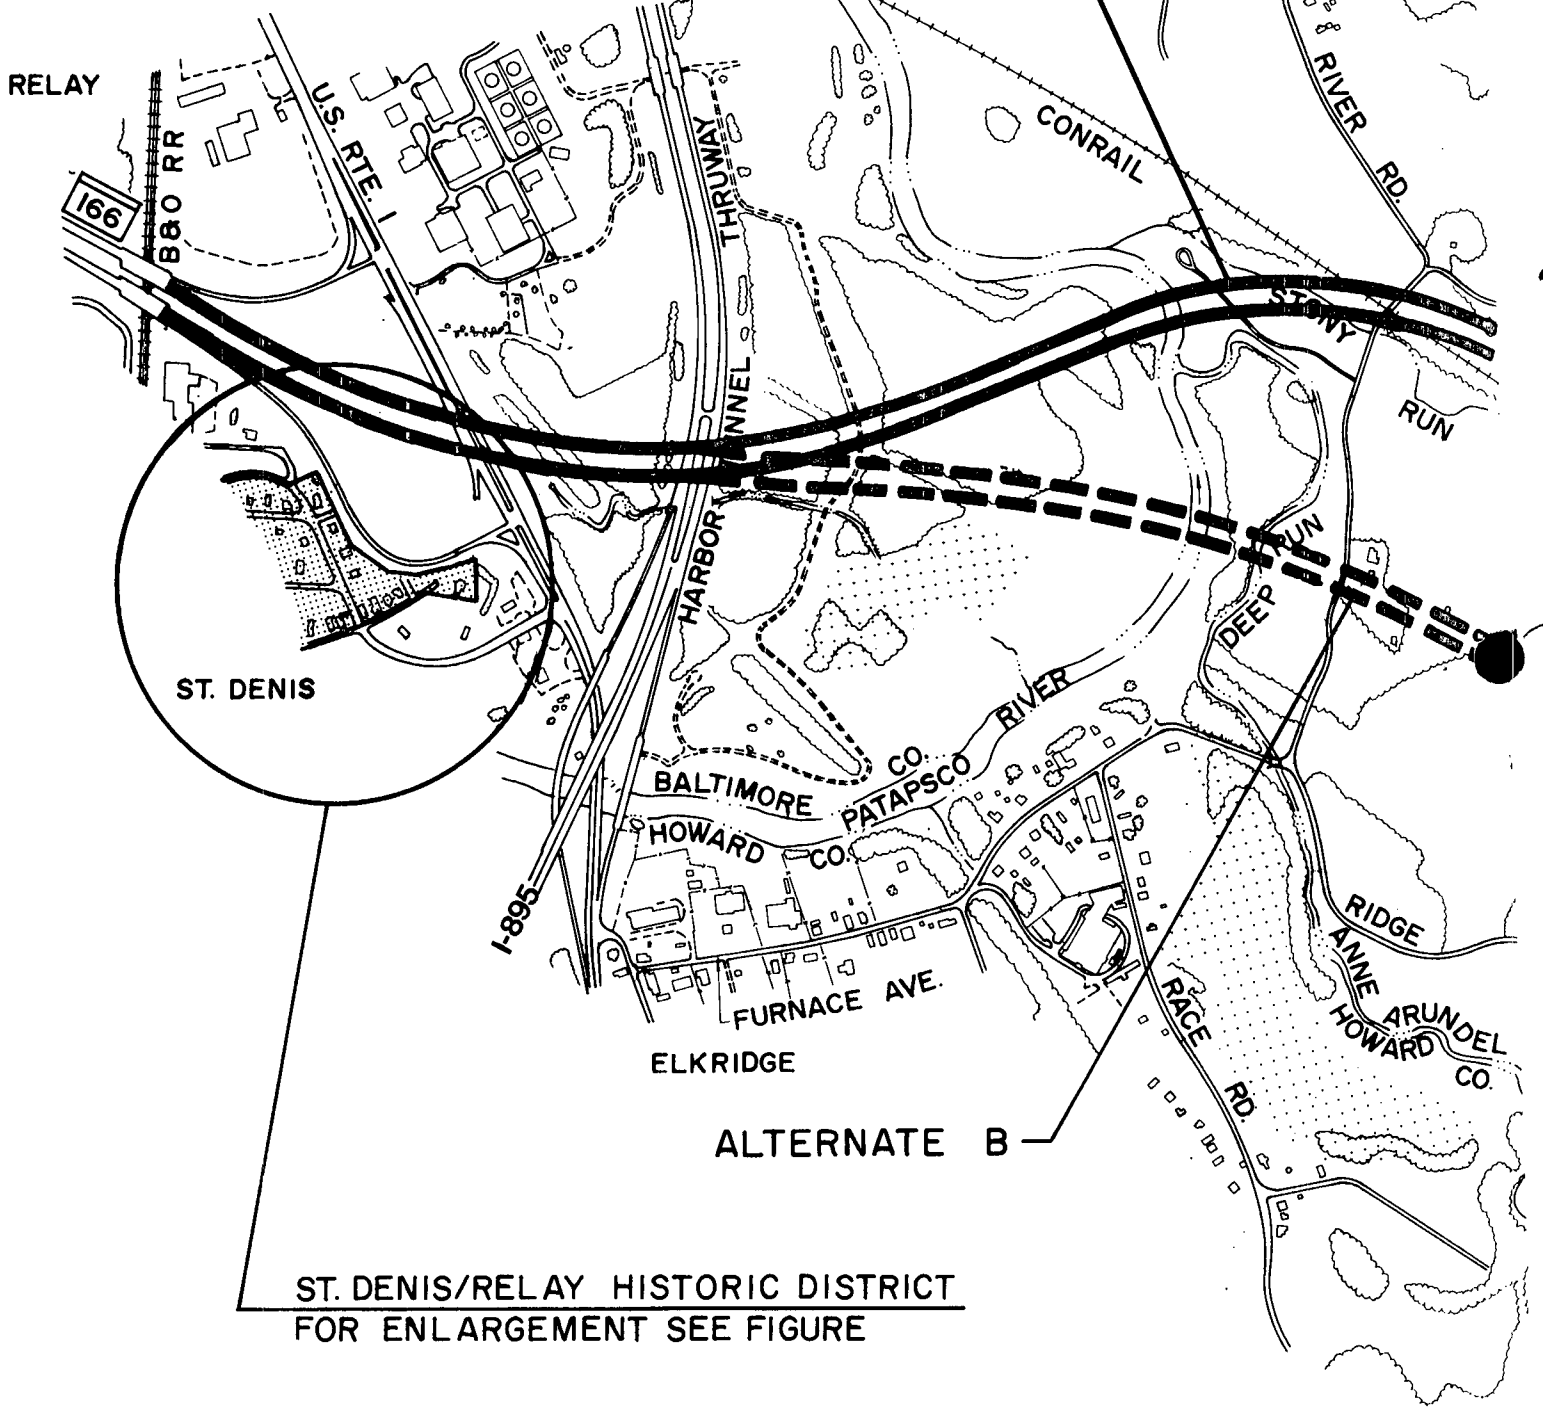 RELAY
166
B&O RR
U.S. RTE. 1
THRUWAY
CONRAIL
RIVER
RD.
STONY
RUN
NNEL
HARBOR
RUN
DEEP
ST. DENIS
RIVER
CO.
PATAPSCO
BALTIMORE
HOWARD
CO.
I-895
RIDGE
ANNE
ARUNDEL
HOWARD
CO.
RACE
RD.
FURNACE AVE.
ELKRIDGE
ALTERNATE B
ST. DENIS/RELAY HISTORIC DISTRICT
FOR ENLARGEMENT SEE FIGURE